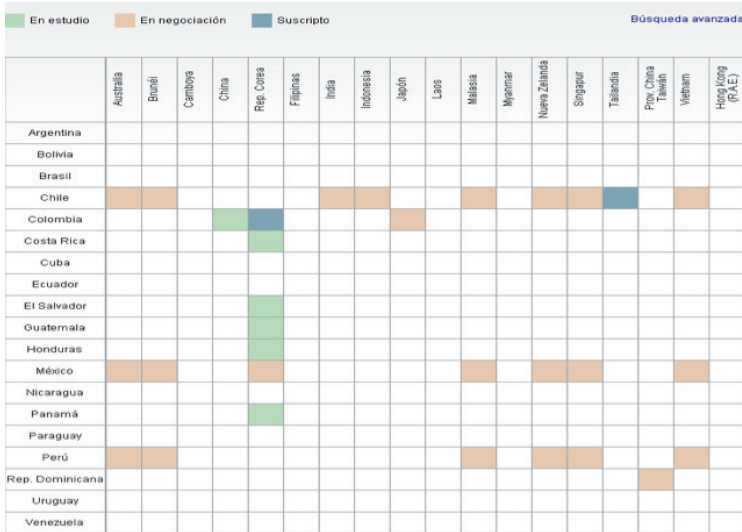 En estudio En negociación Suscripto Búsqueda avanzada
Australia Brunéi Camboya China Rep. Corea Filipinas India Indonesia Japón Laos Malasia Myanmar Nueva Zelanda Singapur Tailandia Prov. China Taiwán Vietnam Hong Kong (R.A.E.)
Argentina
Bolivia
Brasil
Chile
Colombia
Costa Rica
Cuba
Ecuador
El Salvador
Guatemala
Honduras
México
Nicaragua
Panamá
Paraguay
Perú
Rep. Dominicana
Uruguay
Venezuela